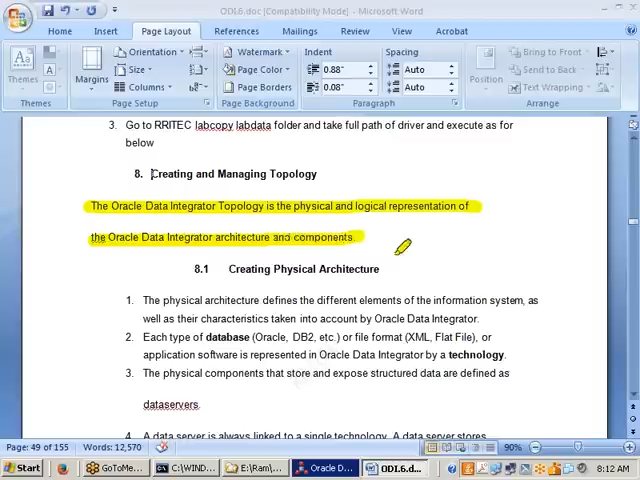 ODI.6.doc [Compatibility Mode] - Microsoft Word
Home Insert Page Layout References Mailings Review View Acrobat
Themes Margins Orientation Size Columns Watermark Page Color Page Borders Indent Spacing Position Bring to Front Send to Back Text Wrapping
0.88" Auto
0.08" Auto
Themes Page Setup Page Background Paragraph Arrange
3. Go to RRITEC labcopy labdata folder and take full path of driver and execute as for
below
8. Creating and Managing Topology
The Oracle Data Integrator Topology is the physical and logical representation of
the Oracle Data Integrator architecture and components.
8.1 Creating Physical Architecture
1. The physical architecture defines the different elements of the information system, as
well as their characteristics taken into account by Oracle Data Integrator.
2. Each type of database (Oracle, DB2, etc.) or file format (XML, Flat File), or
application software is represented in Oracle Data Integrator by a technology.
3. The physical components that store and expose structured data are defined as
dataservers.
4. A data server is always linked to a single technology. A data server stores
Page: 49 of 155 Words: 12,570 90%
Start GoToMe... C:\WIND... E:\Ram\... Oracle D... ODI.6.d... 8:12 AM